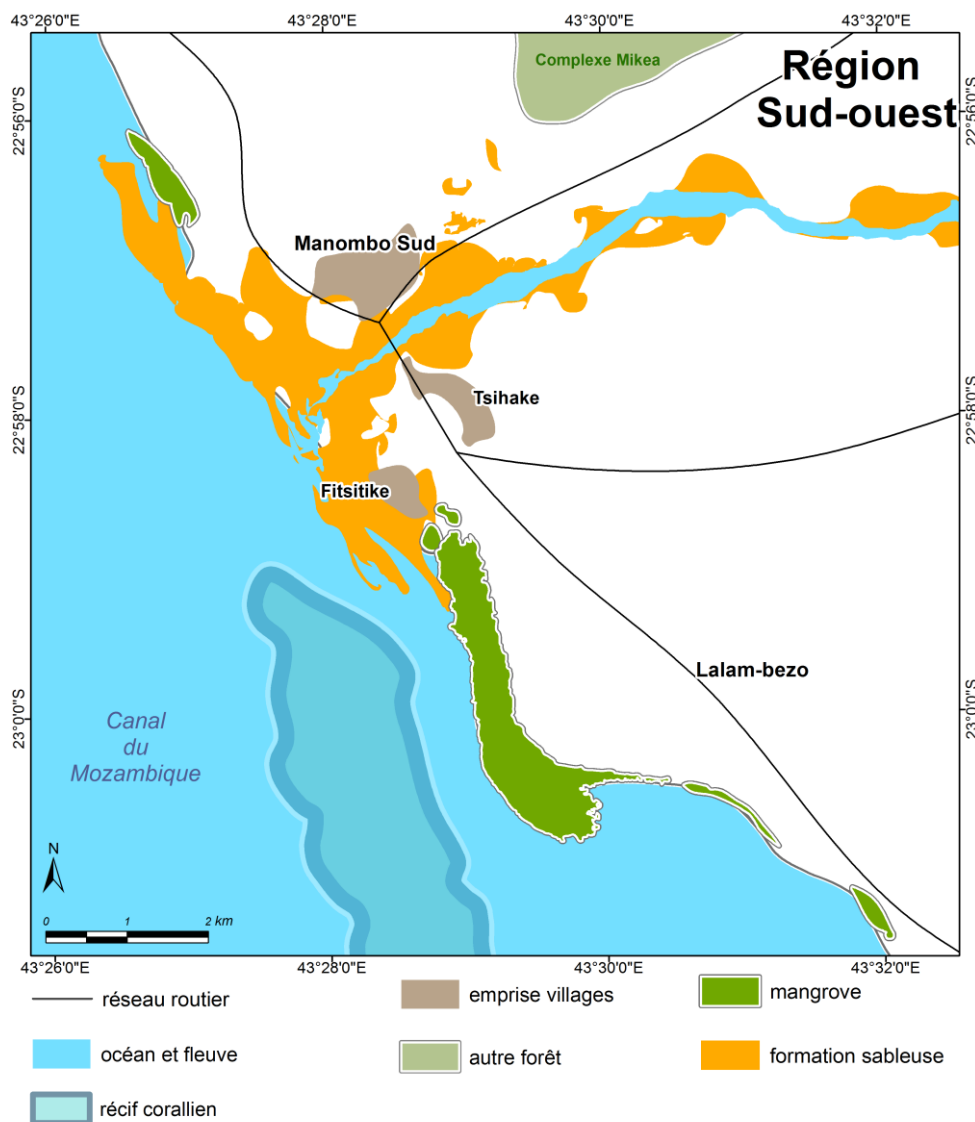 43°26'0"E 43°28'0"E 43°30'0"E 43°32'0"E
Complexe Mikea
Région
Sud-ouest
22°56'0"S 22°56'0"S
Manombo Sud
Tsihake
22°58'0"S 22°58'0"S
Fitsitike
Lalam-bezo
23°0'0"S 23°0'0"S
Canal
du
Mozambique
N
0 1 2 km
43°26'0"E 43°28'0"E 43°30'0"E 43°32'0"E
réseau routier emprise villages mangrove
océan et fleuve autre forêt formation sableuse
récif corallien